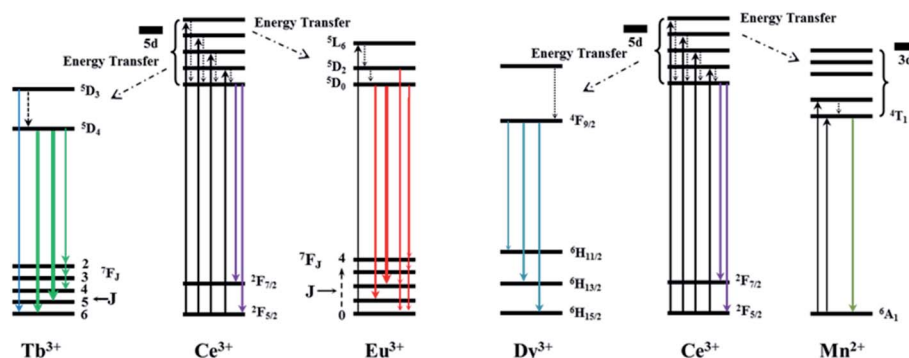 5d
Energy Transfer
Energy Transfer
⁵D₃
⁵D₄
2
3
4
5
6
⁷F_J
←J
²F₇/₂
²F₅/₂
⁵L₆
⁵D₂
⁵D₀
⁷F_J
4
J→
0
Tb³⁺
Ce³⁺
Eu³⁺
5d
Energy Transfer
Energy Transfer
⁴F₉/₂
⁶H₁₁/₂
⁶H₁₃/₂
⁶H₁₅/₂
²F₇/₂
²F₅/₂
3d
⁴T₁
⁶A₁
Dy³⁺
Ce³⁺
Mn²⁺